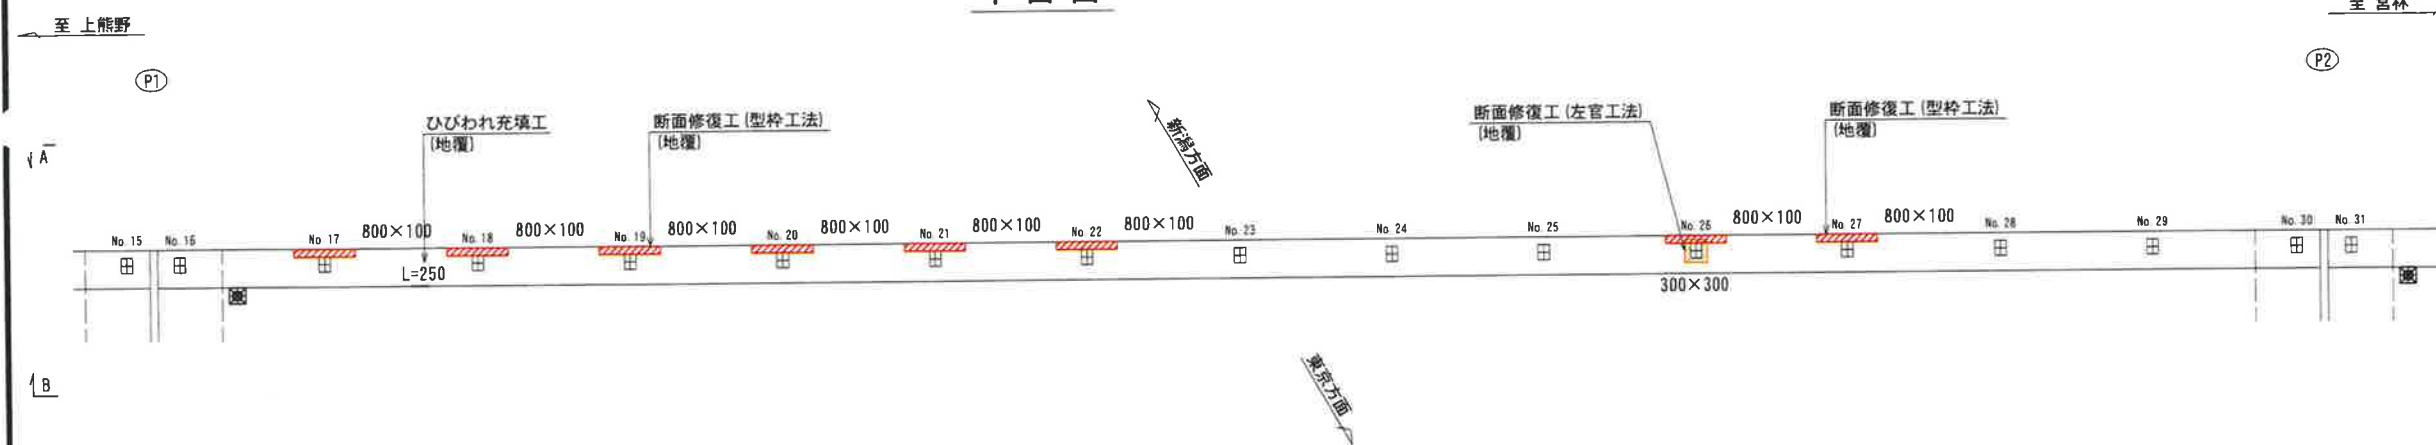 平面図
至 上熊野
至 宮林
P1
P2
ひびわれ充填工
(地覆)
断面修復工(型枠工法)
(地覆)
新潟方面
断面修復工(左官工法)
(地覆)
断面修復工(型枠工法)
(地覆)
A
No.15
No.16
No.17
800×100
No.18
800×100
No.19
800×100
No.20
800×100
No.21
800×100
No.22
800×100
No.23
No.24
No.25
No.26
800×100
No.27
800×100
No.28
No.29
No.30
No.31
L=250
300×300
B
東京方面